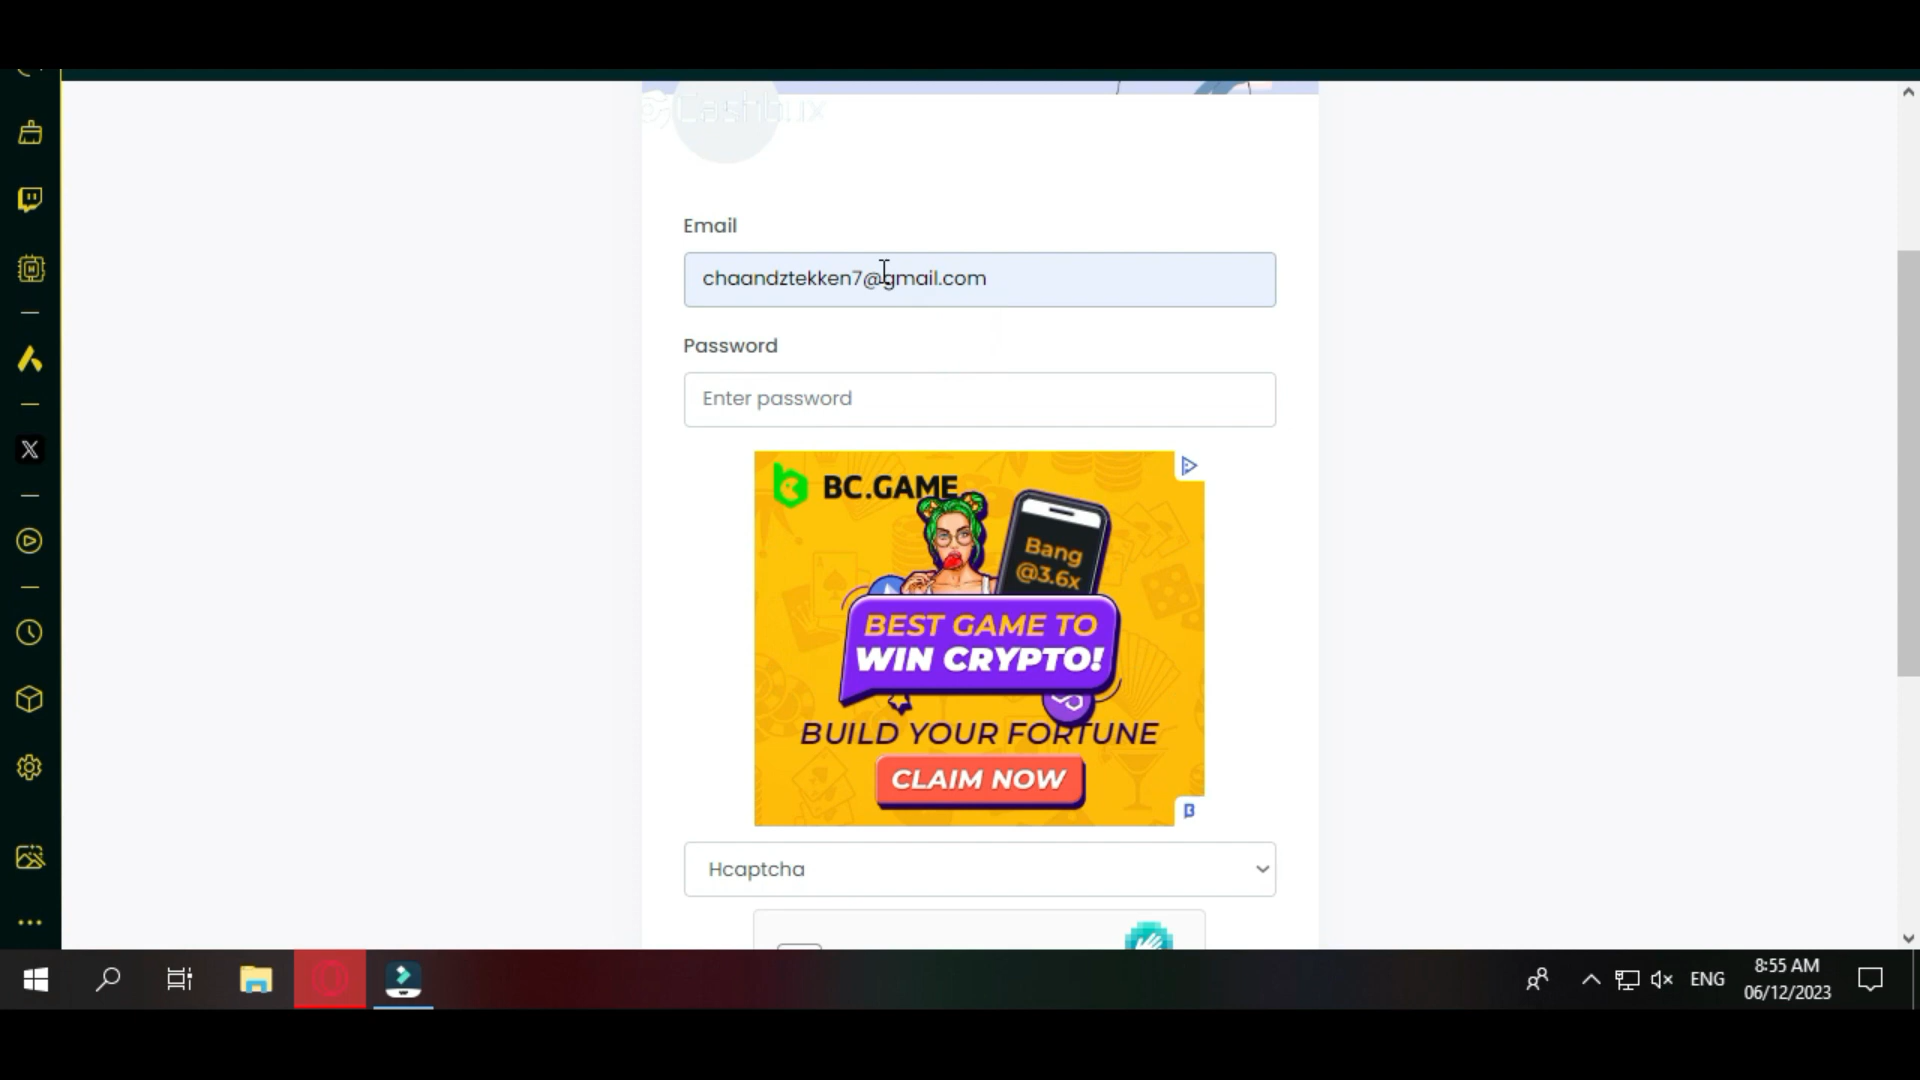 Cashbux
Email
chaandztekken7@gmail.com
Password
Enter password
BC.GAME
Bang
@3.6x
BEST GAME TO
WIN CRYPTO!
BUILD YOUR FORTUNE
CLAIM NOW
Hcaptcha
ENG
8:55 AM
06/12/2023